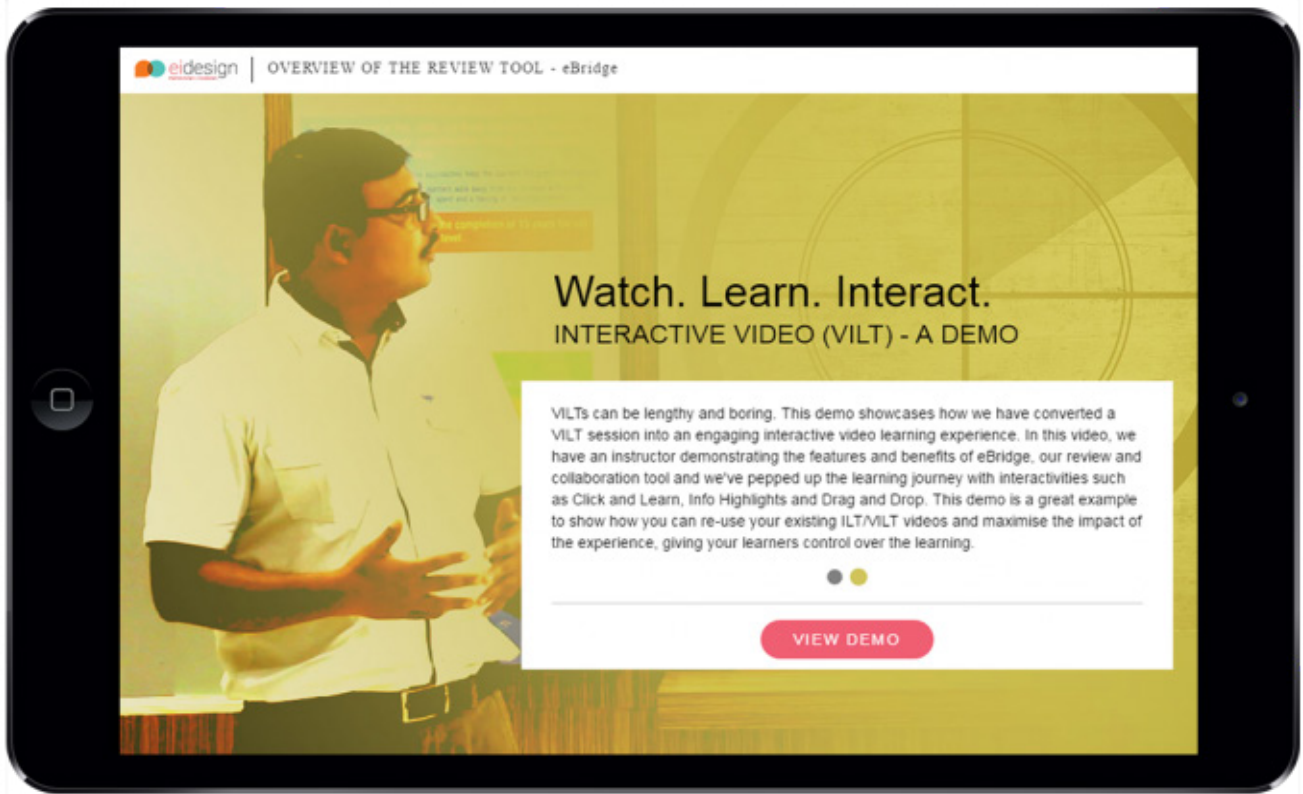 eidesign | OVERVIEW OF THE REVIEW TOOL - eBridge
the completion of 15 years
Watch. Learn. Interact.
INTERACTIVE VIDEO (VILT) - A DEMO
VILTs can be lengthy and boring. This demo showcases how we have converted a
VILT session into an engaging interactive video learning experience. In this video, we
have an instructor demonstrating the features and benefits of eBridge, our review and
collaboration tool and we've pepped up the learning journey with interactivities such
as Click and Learn, Info Highlights and Drag and Drop. This demo is a great example
to show how you can re-use your existing ILT/VILT videos and maximise the impact of
the experience, giving your learners control over the learning.
VIEW DEMO